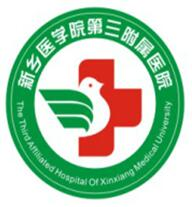 新乡医学院第三附属医院
The Third Affiliated Hospital Of Xinxiang Medical University